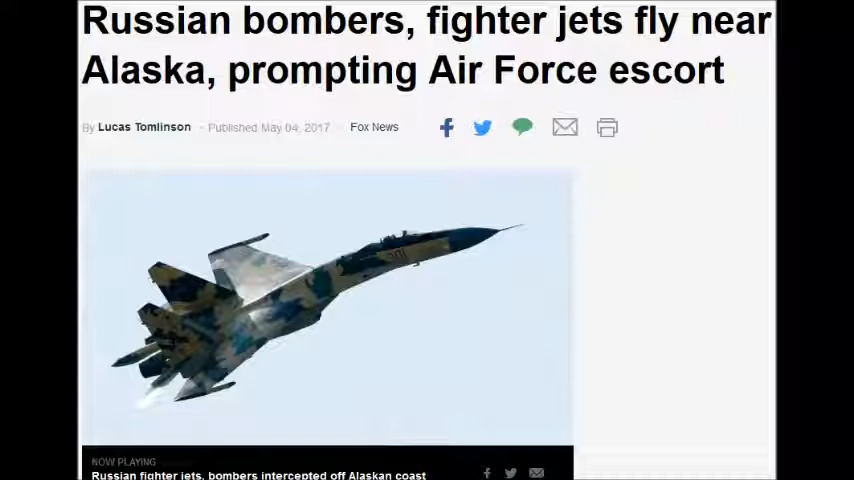 Russian bombers, fighter jets fly near
Alaska, prompting Air Force escort
By Lucas Tomlinson - Published May 04, 2017 Fox News
NOW PLAYING
Russian fighter jets, bombers intercepted off Alaskan coast